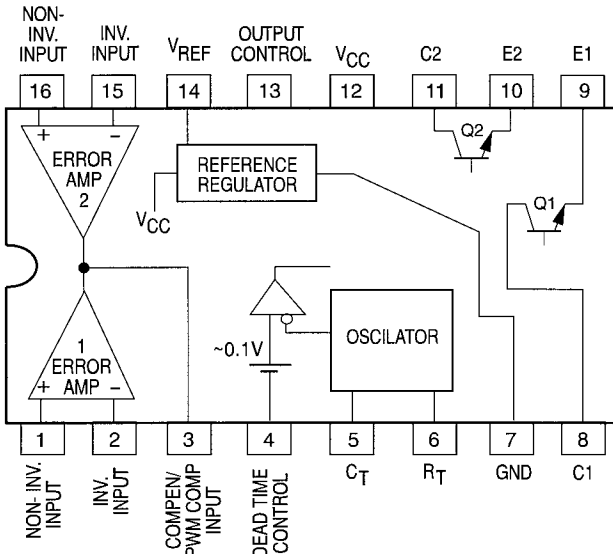 NON-
INV.
INPUT
INV.
INPUT
VREF
OUTPUT
CONTROL
VCC
C2
E2
E1
16
15
14
13
12
11
10
9
+
−
ERROR
AMP
2
REFERENCE
REGULATOR
VCC
Q2
Q1
~0.1V
OSCILATOR
1
ERROR
AMP
+
−
1
2
3
4
5
6
7
8
NON- INV.
INPUT
INV.
INPUT
COMPEN/
PWM COMP
INPUT
DEAD TIME
CONTROL
CT
RT
GND
C1